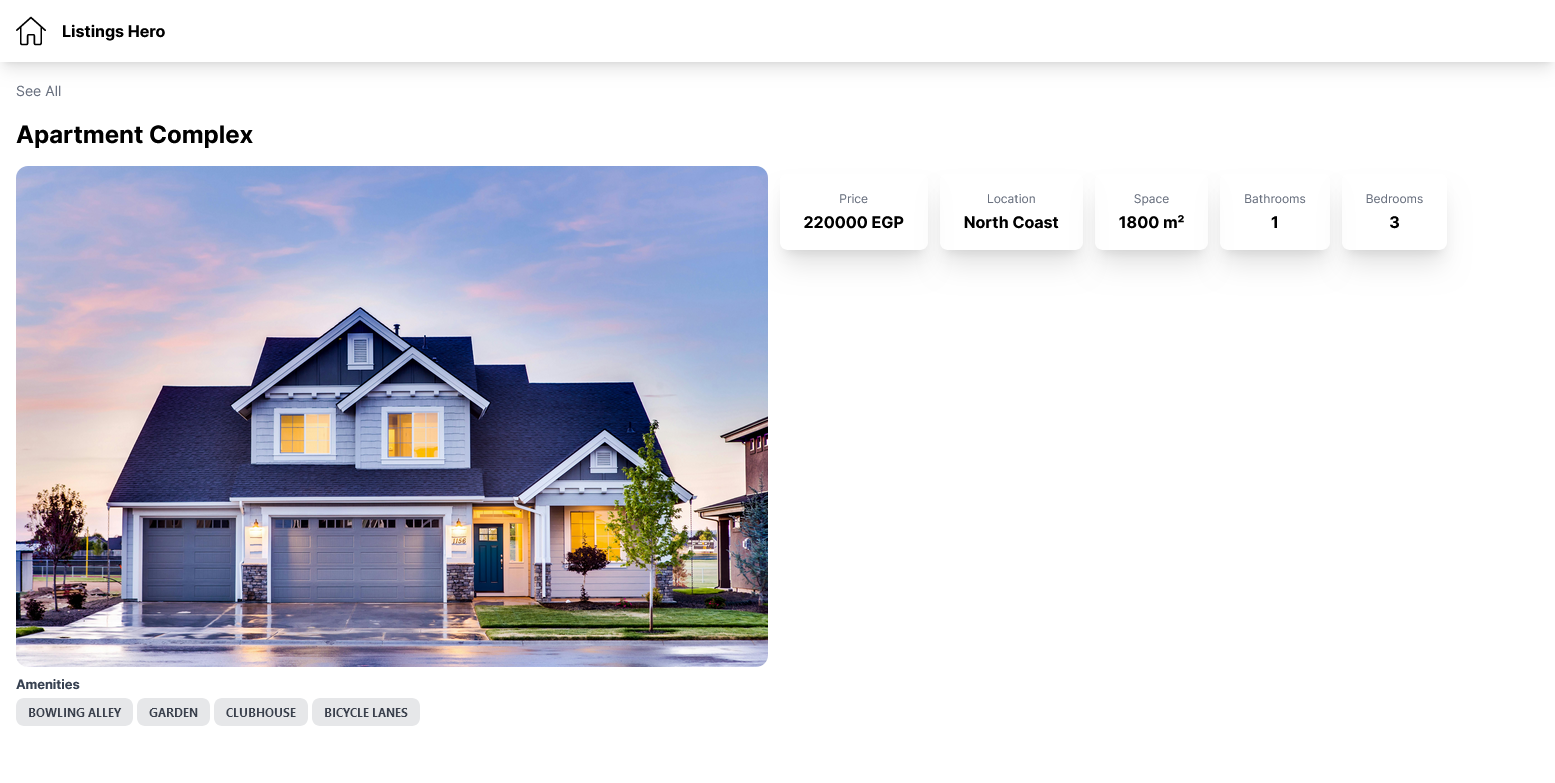 Listings Hero
See All
Apartment Complex
Price
220000 EGP
Location
North Coast
Space
1800 m²
Bathrooms
1
Bedrooms
3
Amenities
BOWLING ALLEY GARDEN CLUBHOUSE BICYCLE LANES